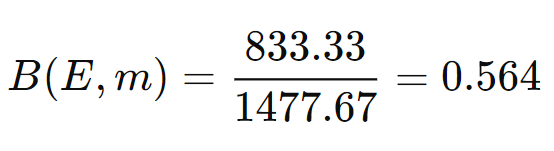 B(E, m) = 833.33 / 1477.67 = 0.564